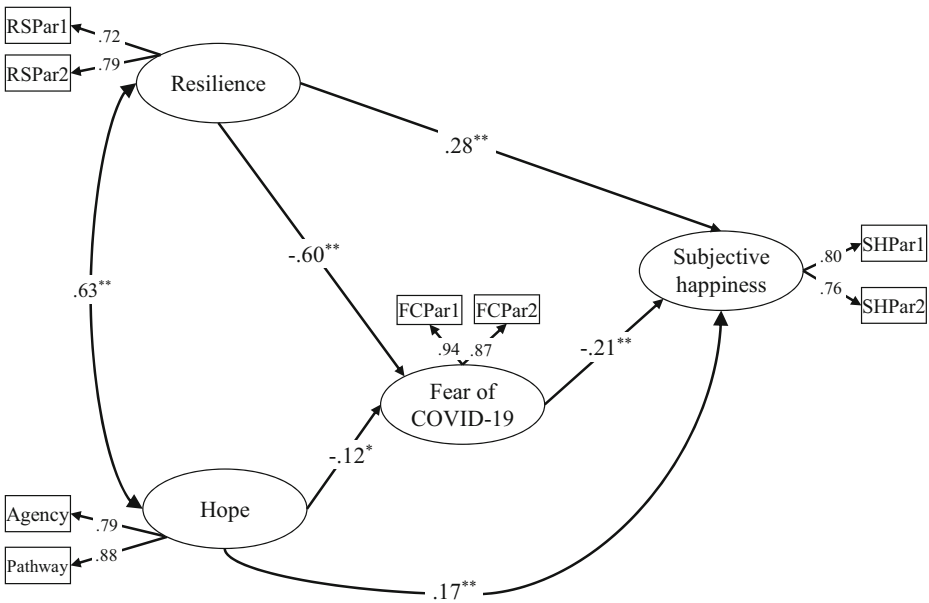 RSPar1
.72
RSPar2
.79
Resilience
.28**
-.60**
.63**
Subjective
happiness
.80
SHPar1
.76
SHPar2
FCPar1
FCPar2
.94
.87
-.21**
Fear of
COVID-19
-.12*
Hope
Agency
.79
Pathway
.88
.17**